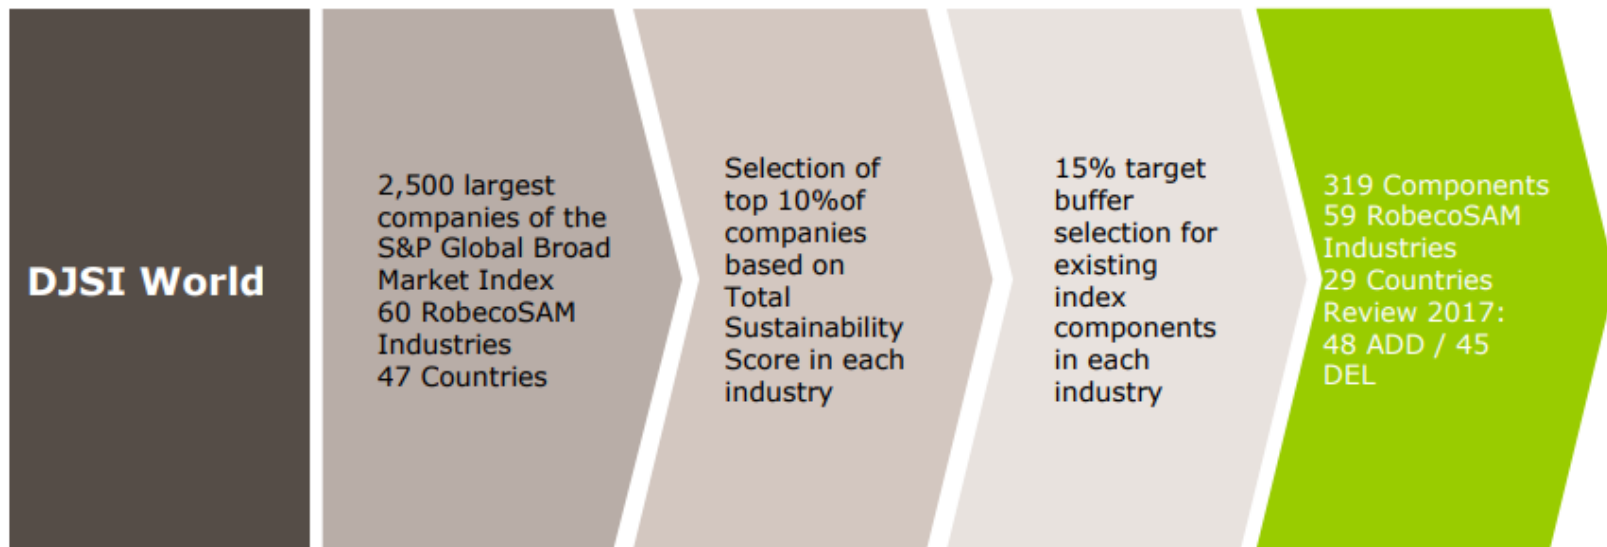 DJSI World
2,500 largest
companies of the
S&P Global Broad
Market Index
60 RobecoSAM
Industries
47 Countries
Selection of
top 10%of
companies
based on
Total
Sustainability
Score in each
industry
15% target
buffer
selection for
existing
index
components
in each
industry
319 Components
59 RobecoSAM
Industries
29 Countries
Review 2017:
48 ADD / 45
DEL